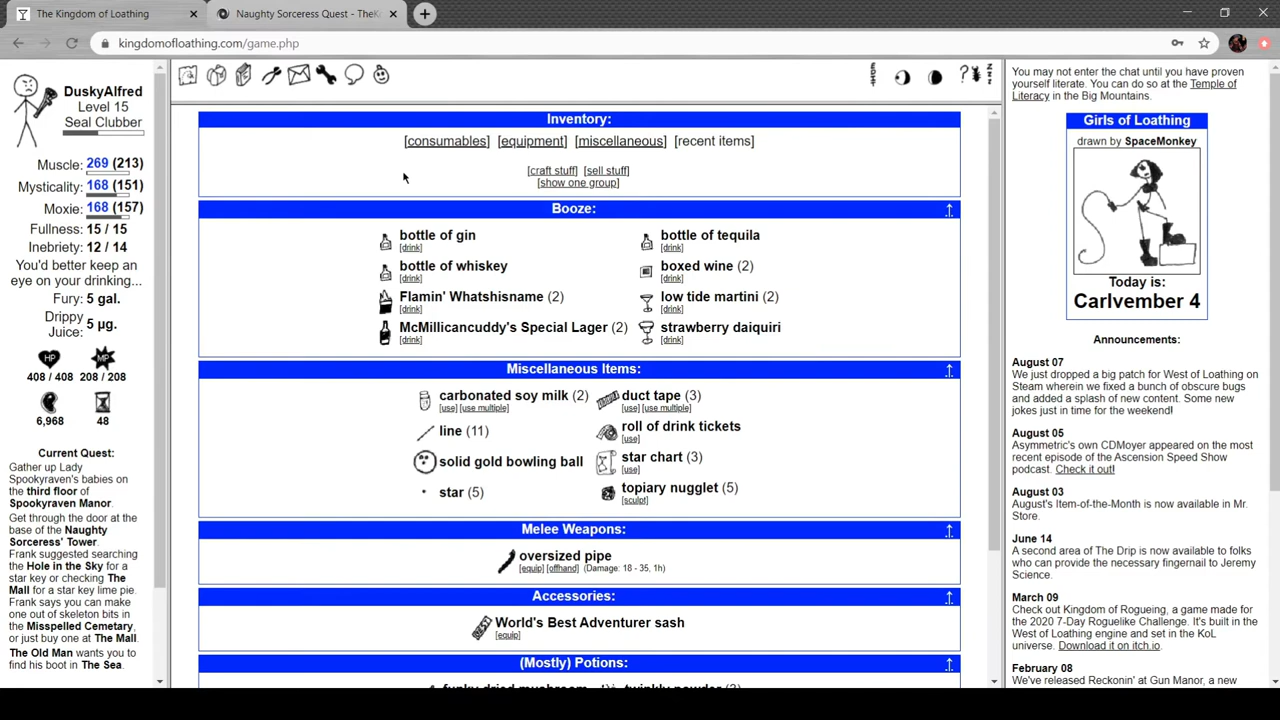 The Kingdom of Loathing
Naughty Sorceress Quest - TheK
kingdomofloathing.com/game.php
DuskyAlfred
Level 15
Seal Clubber
Muscle: 269 (213)
Mysticality: 168 (151)
Moxie: 168 (157)
Fullness: 15 / 15
Inebriety: 12 / 14
You'd better keep an
eye on your drinking...
Fury: 5 gal.
Drippy
Juice: 5 µg.
HP MP
408 / 408 208 / 208
6,968 48
Current Quest:
Gather up Lady
Spookyraven's babies
on the third floor of
Spookyraven Manor.
Get through the door at the
base of the Naughty
Sorceress' Tower.
Frank suggested searching
the Hole in the Sky for a
star key or checking The
Mall for a star key lime pie.
Frank says you can make
one out of skeleton bits in
the Misspelled Cemetary,
or just buy one at The Mall.
The Old Man wants you to
find his boot in The Sea.
Inventory:
[consumables] [equipment] [miscellaneous] [recent items]
[craft stuff] [sell stuff]
[show one group]
Booze:
bottle of gin
[drink]
bottle of tequila
[drink]
bottle of whiskey
[drink]
boxed wine (2)
[drink]
Flamin' Whatshisname (2)
[drink]
low tide martini (2)
[drink]
McMillicancuddy's Special Lager (2)
[drink]
strawberry daiquiri
[drink]
Miscellaneous Items:
carbonated soy milk (2)
[use] [use multiple]
duct tape (3)
[use] [use multiple]
line (11)
roll of drink tickets
[use]
solid gold bowling ball
star chart (3)
[use]
star (5)
topiary nugglet (5)
[sculpt]
Melee Weapons:
oversized pipe
[equip] [offhand] (Damage: 18 - 35, 1h)
Accessories:
World's Best Adventurer sash
[equip]
(Mostly) Potions:
funky dried mushroom
You may not enter the chat until you have proven
yourself literate. You can do so at the Temple of
Literacy in the Big Mountains.
Girls of Loathing
drawn by SpaceMonkey
Today is:
Carlvember 4
Announcements:
August 07
We just dropped a big patch for West of Loathing on
Steam wherein we fixed a bunch of obscure bugs
and added a splash of new content. Some new
jokes just in time for the weekend!
August 05
Asymmetric's own CDMoyer appeared on the most
recent episode of the Ascension Speed Show
podcast. Check it out!
August 03
August's Item-of-the-Month is now available in Mr.
Store.
June 14
A second area of The Drip is now available to folks
who can provide the necessary fingernail to Jeremy
Science.
March 09
Check out Kingdom of Rogueing, a game made for
the 2020 7-Day Roguelike Challenge. It's built in the
West of Loathing engine and set in the KoL
universe. Download it on itch.io.
February 08
We've released Reckonin' at Gun Manor, a new